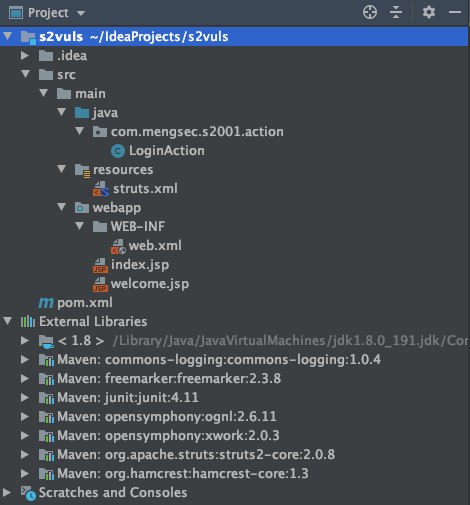 Project
s2vuls ~/IdeaProjects/s2vuls
.idea
src
main
java
com.mengsec.s2001.action
C LoginAction
resources
struts.xml
webapp
WEB-INF
web.xml
JSP index.jsp
JSP welcome.jsp
m pom.xml
External Libraries
< 1.8 > /Library/Java/JavaVirtualMachines/jdk1.8.0_191.jdk/Con
Maven: commons-logging:commons-logging:1.0.4
Maven: freemarker:freemarker:2.3.8
Maven: junit:junit:4.11
Maven: opensymphony:ognl:2.6.11
Maven: opensymphony:xwork:2.0.3
Maven: org.apache.struts:struts2-core:2.0.8
Maven: org.hamcrest:hamcrest-core:1.3
Scratches and Consoles